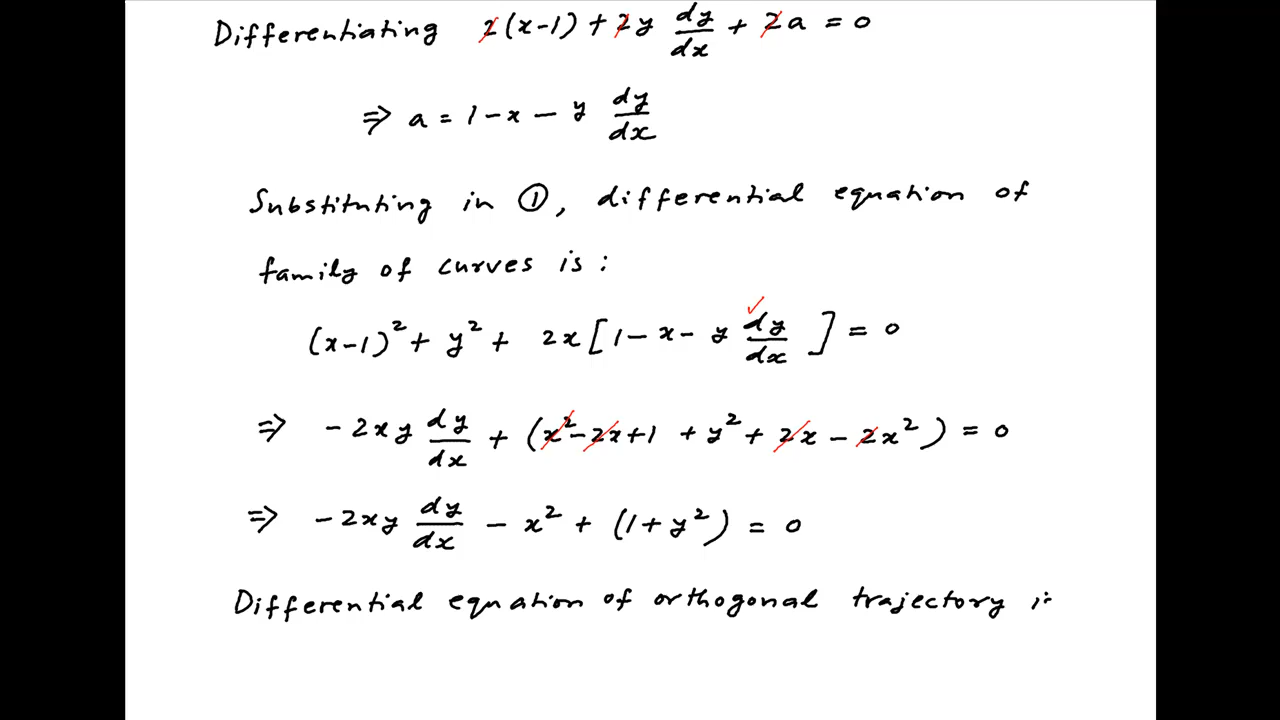 Differentiating 2(x-1) + 2y dy/dx + 2a = 0
⇒ a = 1 - x - y dy/dx
Substituting in ①, differential equation of
family of curves is :
(x-1)² + y² + 2x[1 - x - y dy/dx] = 0
⇒ -2xy dy/dx + (x² - 2x + 1 + y² + 2x - 2x²) = 0
⇒ -2xy dy/dx - x² + (1 + y²) = 0
Differential equation of orthogonal trajectory